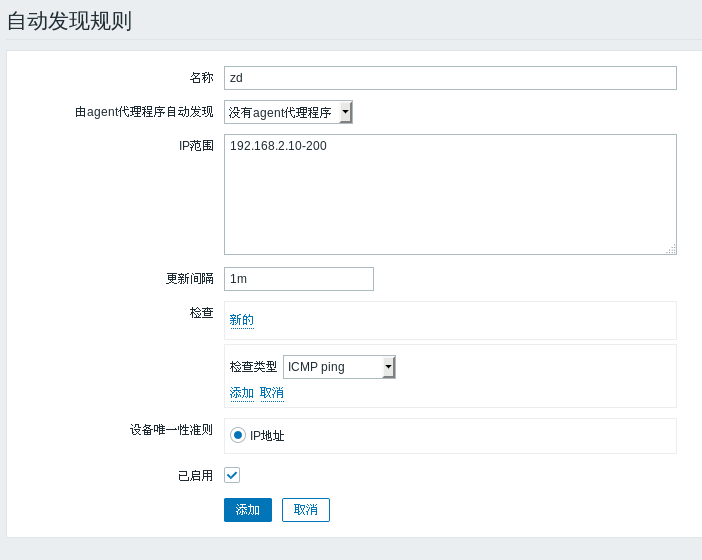 自动发现规则
名称 zd
由agent代理程序自动发现 没有agent代理程序
IP范围 192.168.2.10-200
更新间隔 1m
检查 新的
检查类型 ICMP ping
添加 取消
设备唯一性准则 IP地址
已启用
添加 取消